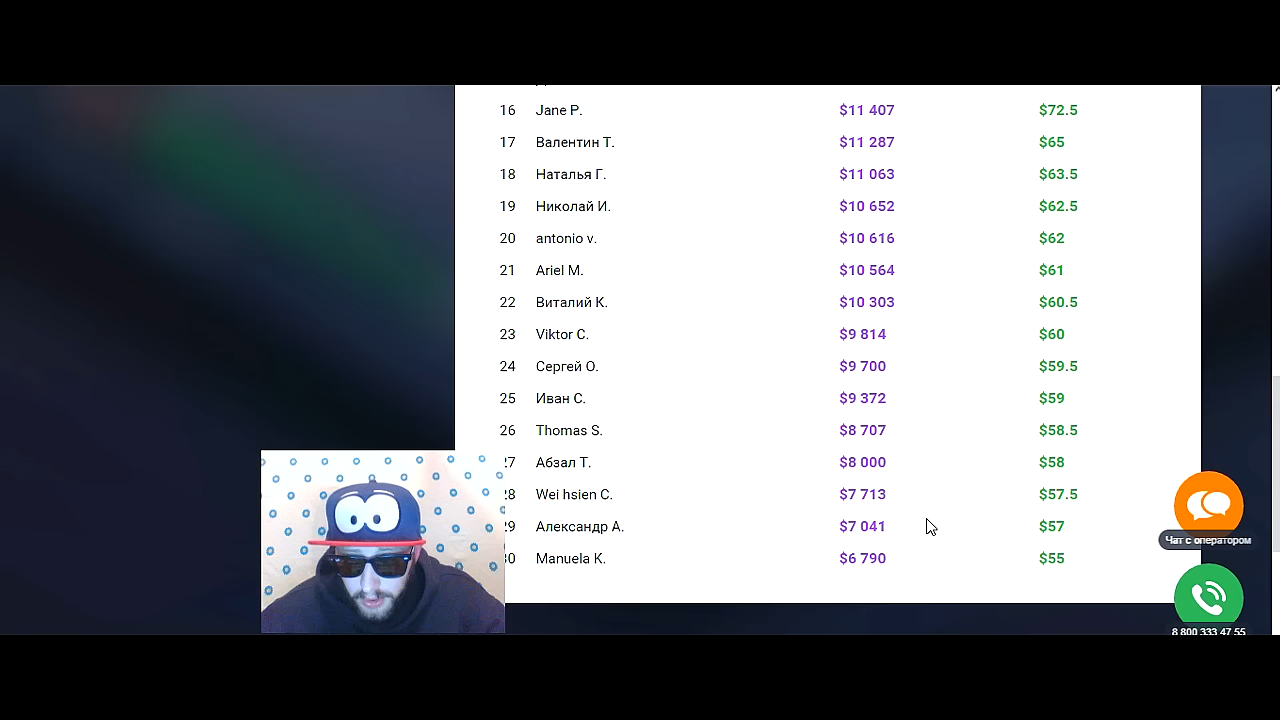 16 Jane P. $11 407 $72.5
17 Валентин Т. $11 287 $65
18 Наталья Г. $11 063 $63.5
19 Николай И. $10 652 $62.5
20 antonio v. $10 616 $62
21 Ariel M. $10 564 $61
22 Виталий К. $10 303 $60.5
23 Viktor C. $9 814 $60
24 Сергей О. $9 700 $59.5
25 Иван С. $9 372 $59
26 Thomas S. $8 707 $58.5
27 Абзал Т. $8 000 $58
28 Wei hsien C. $7 713 $57.5
29 Александр А. $7 041 $57
30 Manuela K. $6 790 $55
Чат с оператором
8 800 333 47 55